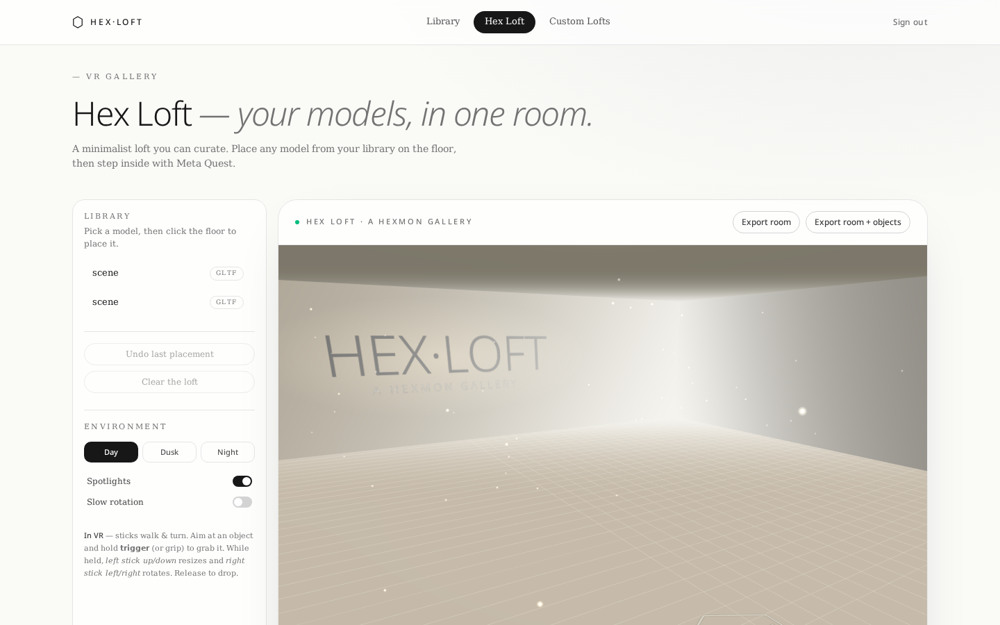 HEX·LOFT
Library
Hex Loft
Custom Lofts
Sign out
— VR GALLERY
Hex Loft — your models, in one room.
A minimalist loft you can curate. Place any model from your library on the floor,
then step inside with Meta Quest.
LIBRARY
Pick a model, then click the floor to
place it.
scene GLTF
scene GLTF
Undo last placement
Clear the loft
ENVIRONMENT
Day
Dusk
Night
Spotlights
Slow rotation
In VR — sticks walk & turn. Aim at an object
and hold trigger (or grip) to grab it. While
held, left stick up/down resizes and right
stick left/right rotates. Release to drop.
HEX LOFT · A HEXMON GALLERY
Export room
Export room + objects
HEX·LOFT
A HEXMON GALLERY